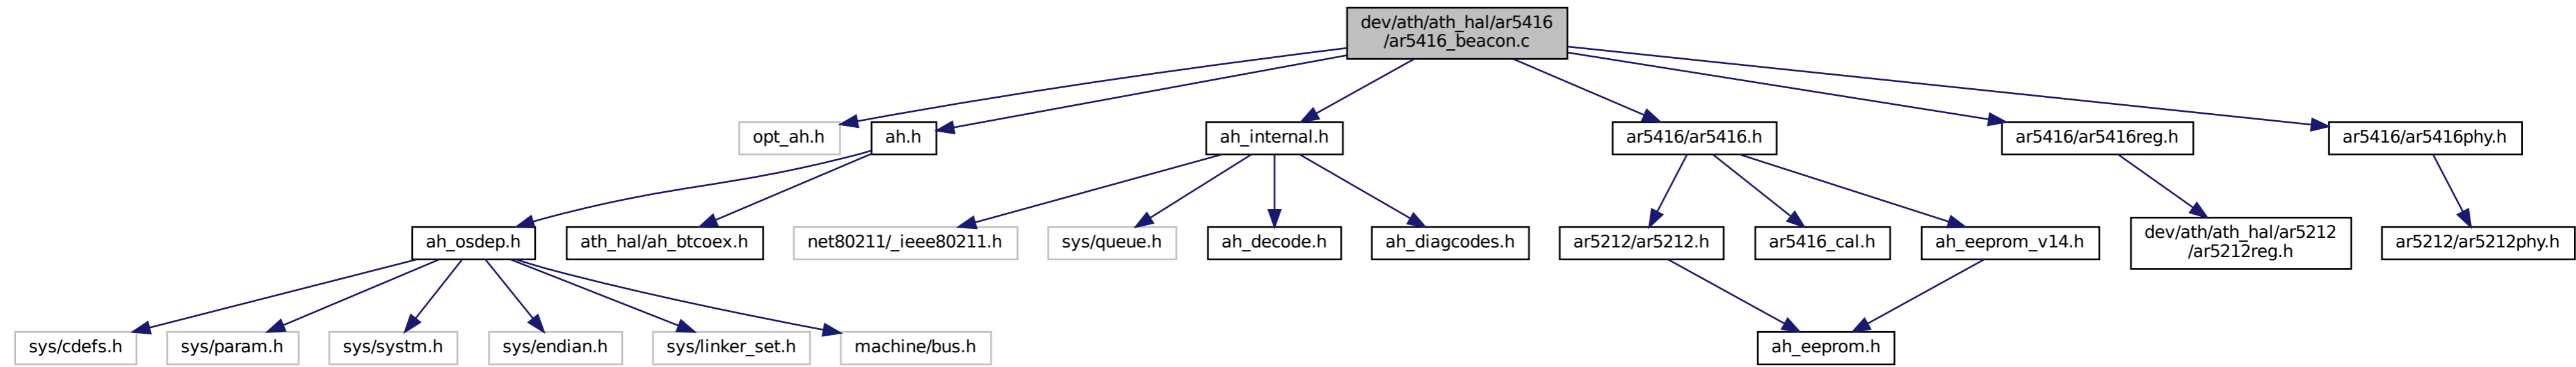 dev/ath/ath_hal/ar5416
/ar5416_beacon.c
opt_ah.h
ah.h
ah_internal.h
ar5416/ar5416.h
ar5416/ar5416reg.h
ar5416/ar5416phy.h
ah_osdep.h
ath_hal/ah_btcoex.h
net80211/_ieee80211.h
sys/queue.h
ah_decode.h
ah_diagcodes.h
ar5212/ar5212.h
ar5416_cal.h
ah_eeprom_v14.h
dev/ath/ath_hal/ar5212
/ar5212reg.h
ar5212/ar5212phy.h
sys/cdefs.h
sys/param.h
sys/systm.h
sys/endian.h
sys/linker_set.h
machine/bus.h
ah_eeprom.h